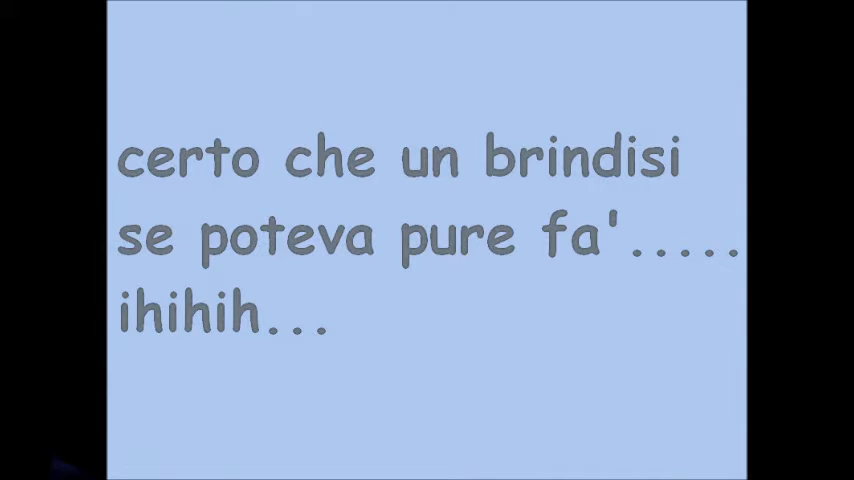 certo che un brindisi
se poteva pure fa'.....
ihihih...